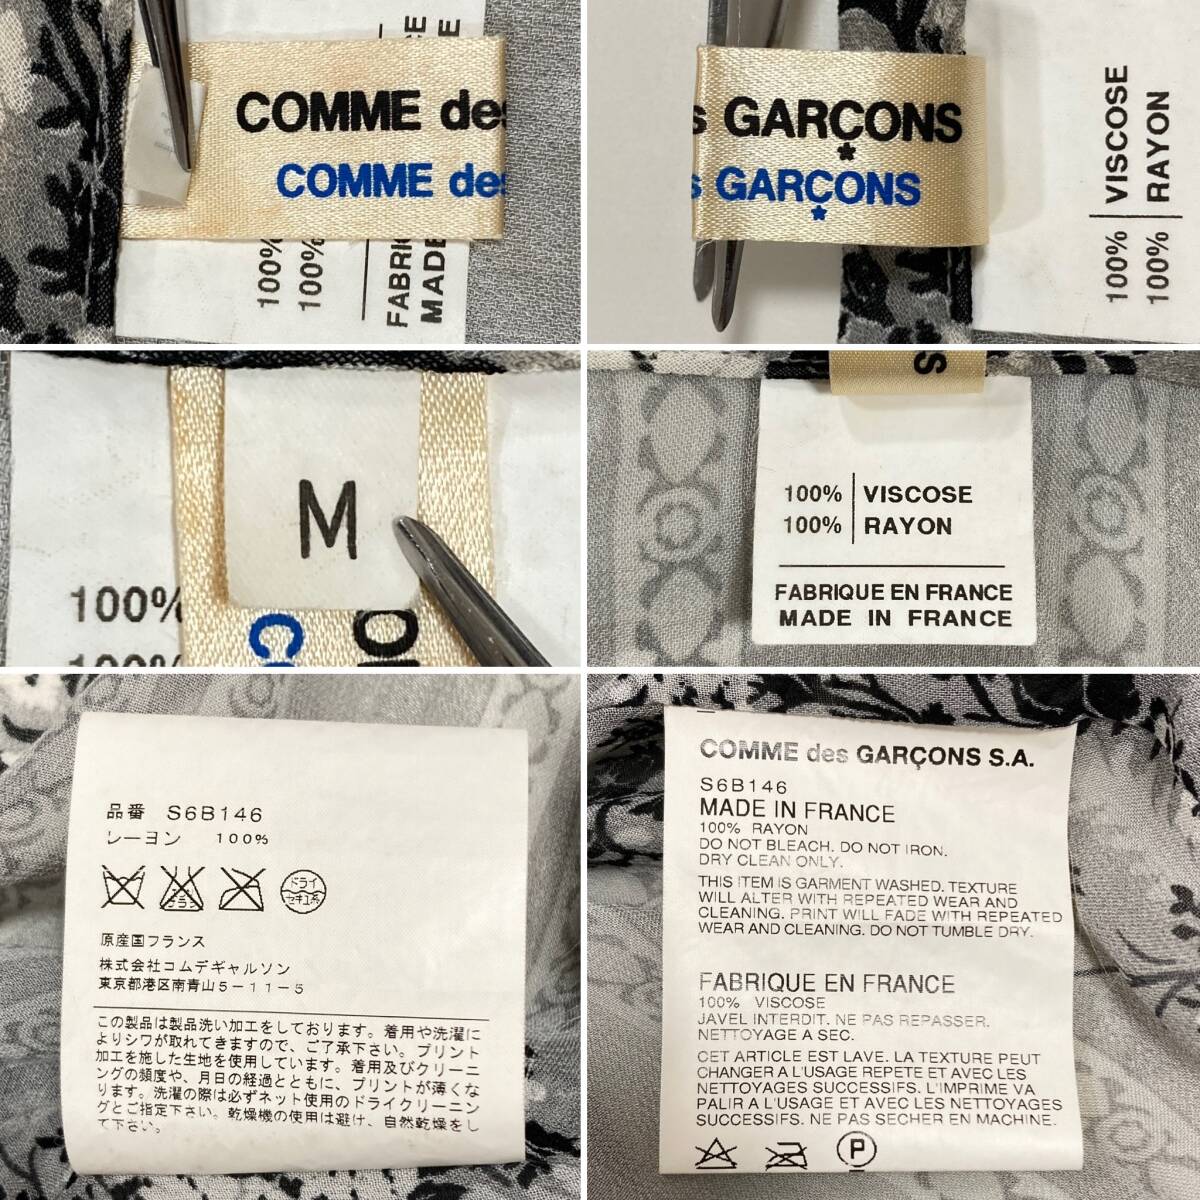 COMME des
COMME des
100%
100%
FABRIQ
MADE
CE
E
s GARÇONS
s GARÇONS
100% VISCOSE
100% RAYON
M
100%
100%
CO
OM
S
100% VISCOSE
100% RAYON
FABRIQUE EN FRANCE
MADE IN FRANCE
品番 S6B146
レーヨン 100%
ドライ
セキユ系
原産国フランス
株式会社コムデギャルソン
東京都港区南青山5-11-5
この製品は製品洗い加工をしております。着用や洗濯に
よりシワが取れてきますので、ご了承下さい。プリント
加工を施した生地を使用しています。着用及びクリーニ
ングの頻度や、月日の経過とともに、プリントが薄くな
ります。洗濯の際は必ずネット使用のドライクリーニン
グとご指定下さい。乾燥機の使用は避け、自然乾燥をし
て下さい。
COMME des GARÇONS S.A.
S6B146
MADE IN FRANCE
100% RAYON
DO NOT BLEACH. DO NOT IRON.
DRY CLEAN ONLY.
THIS ITEM IS GARMENT WASHED. TEXTURE
WILL ALTER WITH REPEATED WEAR AND
CLEANING. PRINT WILL FADE WITH REPEATED
WEAR AND CLEANING. DO NOT TUMBLE DRY.
FABRIQUE EN FRANCE
100% VISCOSE
JAVEL INTERDIT. NE PAS REPASSER.
NETTOYAGE A SEC.
CET ARTICLE EST LAVE. LA TEXTURE PEUT
CHANGER A L'USAGE REPETE ET AVEC LES
NETTOYAGES SUCCESSIFS. L'IMPRIME VA
PALIR A L'USAGE ET AVEC LES NETTOYAGES
SUCCESSIFS. NE PAS SECHER EN MACHINE.
P